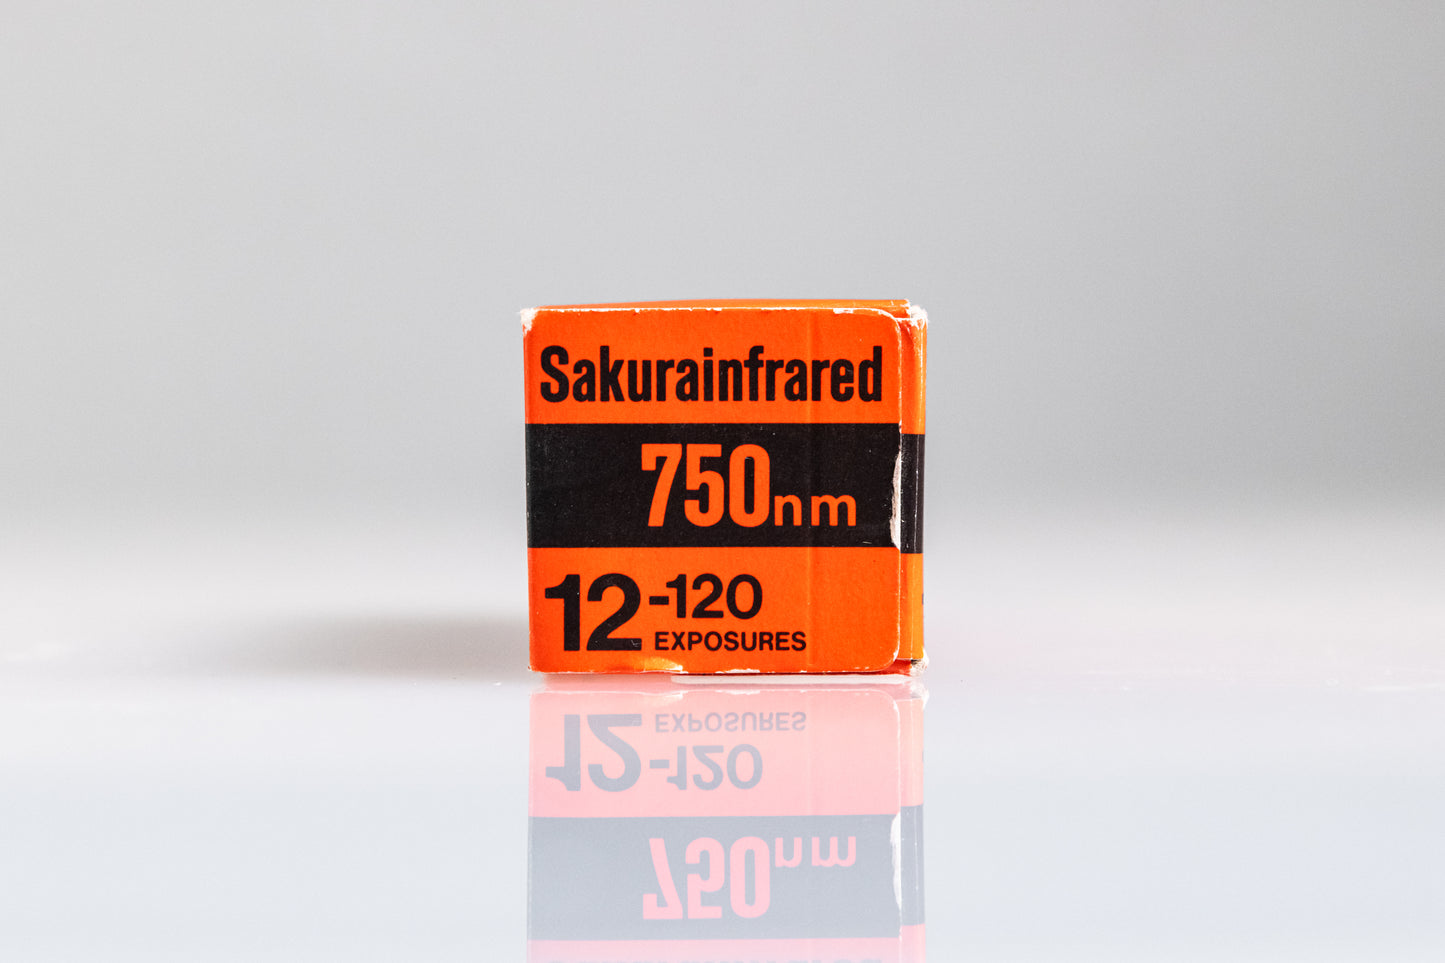 Sakurainfrared
750nm
12-120
EXPOSURES